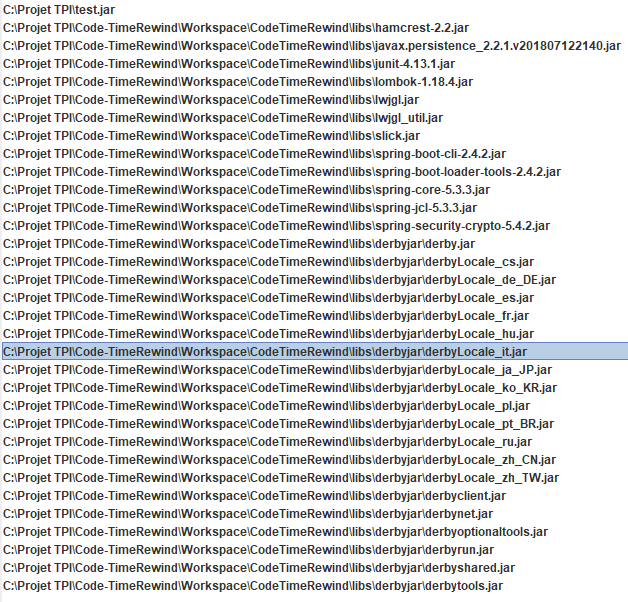 C:\Projet TPI\test.jar
C:\Projet TPI\Code-TimeRewind\Workspace\CodeTimeRewind\libs\hamcrest-2.2.jar
C:\Projet TPI\Code-TimeRewind\Workspace\CodeTimeRewind\libs\javax.persistence_2.2.1.v201807122140.jar
C:\Projet TPI\Code-TimeRewind\Workspace\CodeTimeRewind\libs\junit-4.13.1.jar
C:\Projet TPI\Code-TimeRewind\Workspace\CodeTimeRewind\libs\lombok-1.18.4.jar
C:\Projet TPI\Code-TimeRewind\Workspace\CodeTimeRewind\libs\lwjgl.jar
C:\Projet TPI\Code-TimeRewind\Workspace\CodeTimeRewind\libs\lwjgl_util.jar
C:\Projet TPI\Code-TimeRewind\Workspace\CodeTimeRewind\libs\slick.jar
C:\Projet TPI\Code-TimeRewind\Workspace\CodeTimeRewind\libs\spring-boot-cli-2.4.2.jar
C:\Projet TPI\Code-TimeRewind\Workspace\CodeTimeRewind\libs\spring-boot-loader-tools-2.4.2.jar
C:\Projet TPI\Code-TimeRewind\Workspace\CodeTimeRewind\libs\spring-core-5.3.3.jar
C:\Projet TPI\Code-TimeRewind\Workspace\CodeTimeRewind\libs\spring-jcl-5.3.3.jar
C:\Projet TPI\Code-TimeRewind\Workspace\CodeTimeRewind\libs\spring-security-crypto-5.4.2.jar
C:\Projet TPI\Code-TimeRewind\Workspace\CodeTimeRewind\libs\derbyjar\derby.jar
C:\Projet TPI\Code-TimeRewind\Workspace\CodeTimeRewind\libs\derbyjar\derbyLocale_cs.jar
C:\Projet TPI\Code-TimeRewind\Workspace\CodeTimeRewind\libs\derbyjar\derbyLocale_de_DE.jar
C:\Projet TPI\Code-TimeRewind\Workspace\CodeTimeRewind\libs\derbyjar\derbyLocale_es.jar
C:\Projet TPI\Code-TimeRewind\Workspace\CodeTimeRewind\libs\derbyjar\derbyLocale_fr.jar
C:\Projet TPI\Code-TimeRewind\Workspace\CodeTimeRewind\libs\derbyjar\derbyLocale_hu.jar
C:\Projet TPI\Code-TimeRewind\Workspace\CodeTimeRewind\libs\derbyjar\derbyLocale_it.jar
C:\Projet TPI\Code-TimeRewind\Workspace\CodeTimeRewind\libs\derbyjar\derbyLocale_ja_JP.jar
C:\Projet TPI\Code-TimeRewind\Workspace\CodeTimeRewind\libs\derbyjar\derbyLocale_ko_KR.jar
C:\Projet TPI\Code-TimeRewind\Workspace\CodeTimeRewind\libs\derbyjar\derbyLocale_pl.jar
C:\Projet TPI\Code-TimeRewind\Workspace\CodeTimeRewind\libs\derbyjar\derbyLocale_pt_BR.jar
C:\Projet TPI\Code-TimeRewind\Workspace\CodeTimeRewind\libs\derbyjar\derbyLocale_ru.jar
C:\Projet TPI\Code-TimeRewind\Workspace\CodeTimeRewind\libs\derbyjar\derbyLocale_zh_CN.jar
C:\Projet TPI\Code-TimeRewind\Workspace\CodeTimeRewind\libs\derbyjar\derbyLocale_zh_TW.jar
C:\Projet TPI\Code-TimeRewind\Workspace\CodeTimeRewind\libs\derbyjar\derbyclient.jar
C:\Projet TPI\Code-TimeRewind\Workspace\CodeTimeRewind\libs\derbyjar\derbynet.jar
C:\Projet TPI\Code-TimeRewind\Workspace\CodeTimeRewind\libs\derbyjar\derbyoptionaltools.jar
C:\Projet TPI\Code-TimeRewind\Workspace\CodeTimeRewind\libs\derbyjar\derbyrun.jar
C:\Projet TPI\Code-TimeRewind\Workspace\CodeTimeRewind\libs\derbyjar\derbyshared.jar
C:\Projet TPI\Code-TimeRewind\Workspace\CodeTimeRewind\libs\derbyjar\derbytools.jar